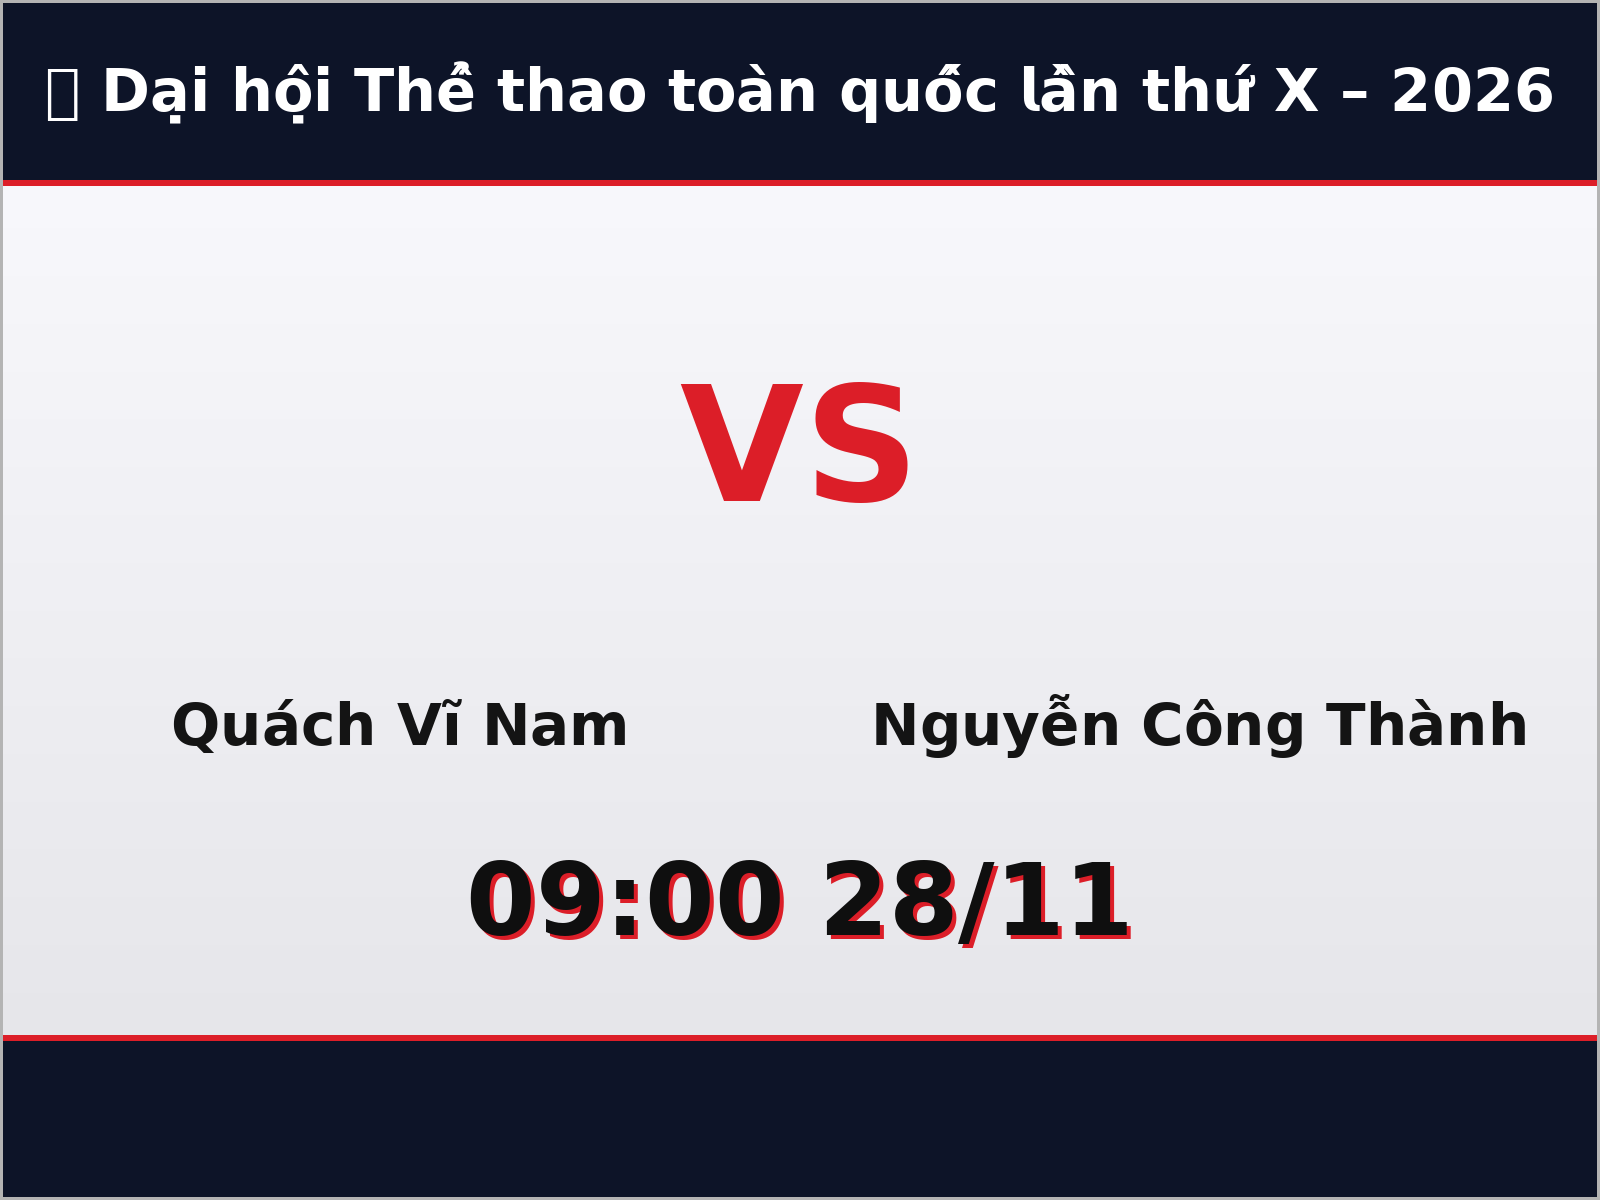 Dại hội Thể thao toàn quốc lần thứ X – 2026
VS
Quách Vĩ Nam
Nguyễn Công Thành
09:00 28/11